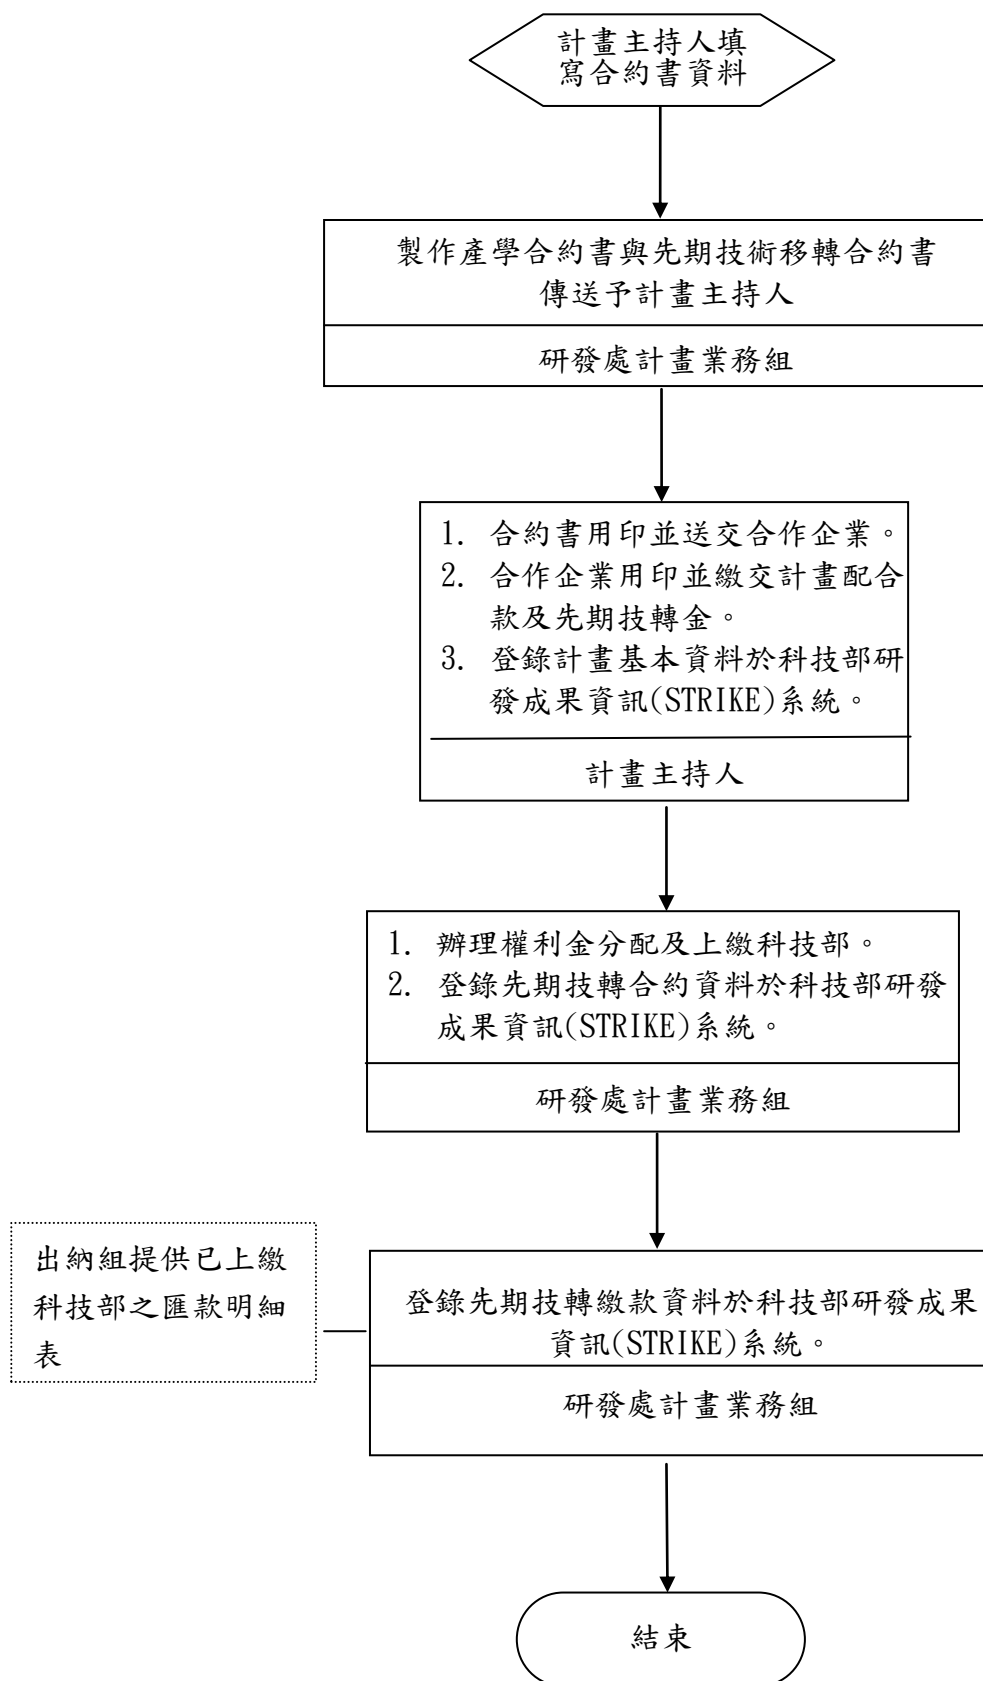 計畫主持人填
寫合約書資料
製作產學合約書與先期技術移轉合約書
傳送予計畫主持人
研發處計畫業務組
1. 合約書用印並送交合作企業。
2. 合作企業用印並繳交計畫配合
款及先期技轉金。
3. 登錄計畫基本資料於科技部研
發成果資訊(STRIKE)系統。
計畫主持人
1. 辦理權利金分配及上繳科技部。
2. 登錄先期技轉合約資料於科技部研發
成果資訊(STRIKE)系統。
研發處計畫業務組
出納組提供已上繳
科技部之匯款明細
表
登錄先期技轉繳款資料於科技部研發成果
資訊(STRIKE)系統。
研發處計畫業務組
結束